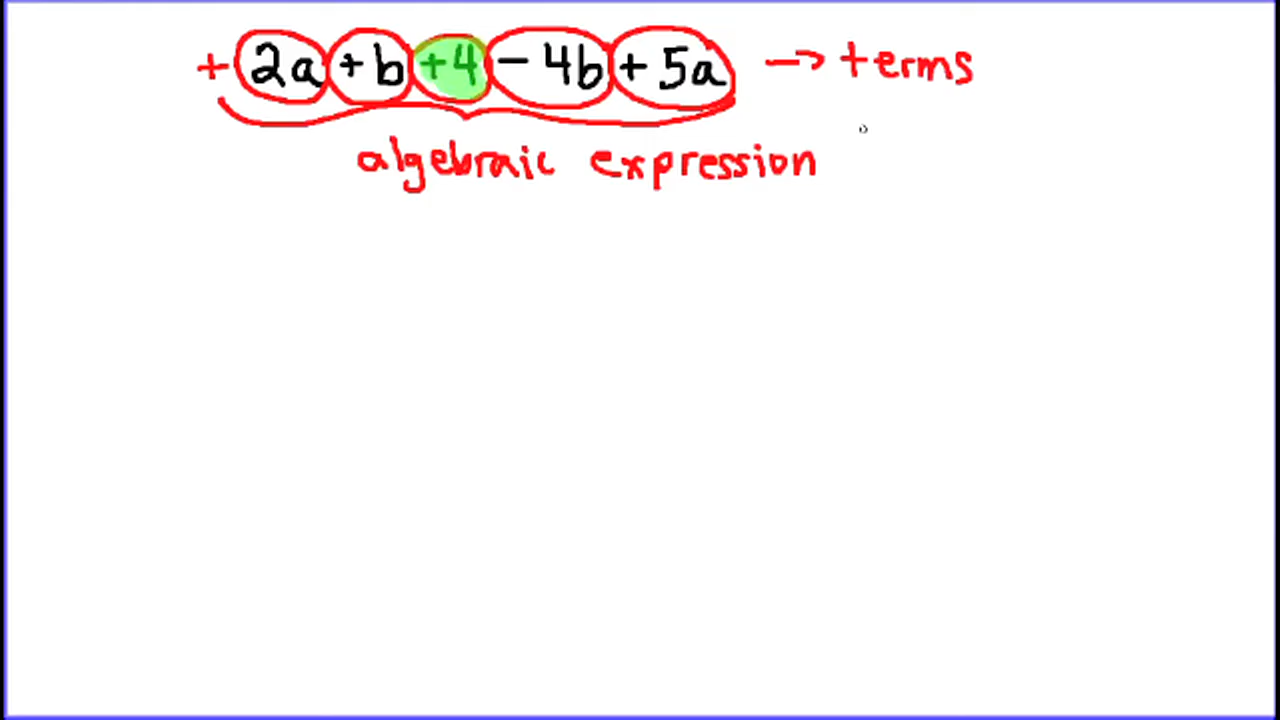 + 2a + b + 4 - 4b + 5a → terms
algebraic expression